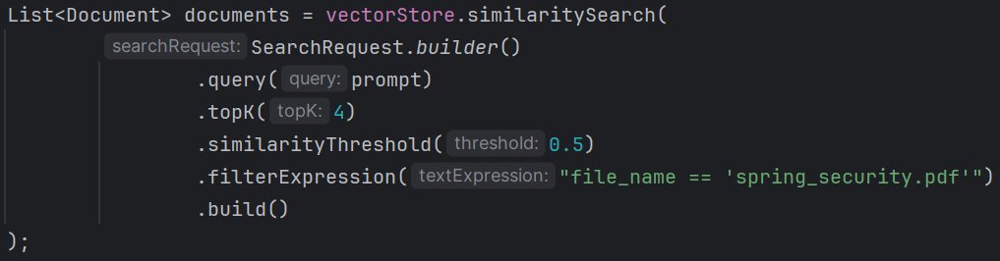 List<Document> documents = vectorStore.similaritySearch(
searchRequest: SearchRequest.builder()
.query( query: prompt)
.topK( topK: 4)
.similarityThreshold( threshold: 0.5)
.filterExpression( textExpression: "file_name == 'spring_security.pdf'")
.build()
);